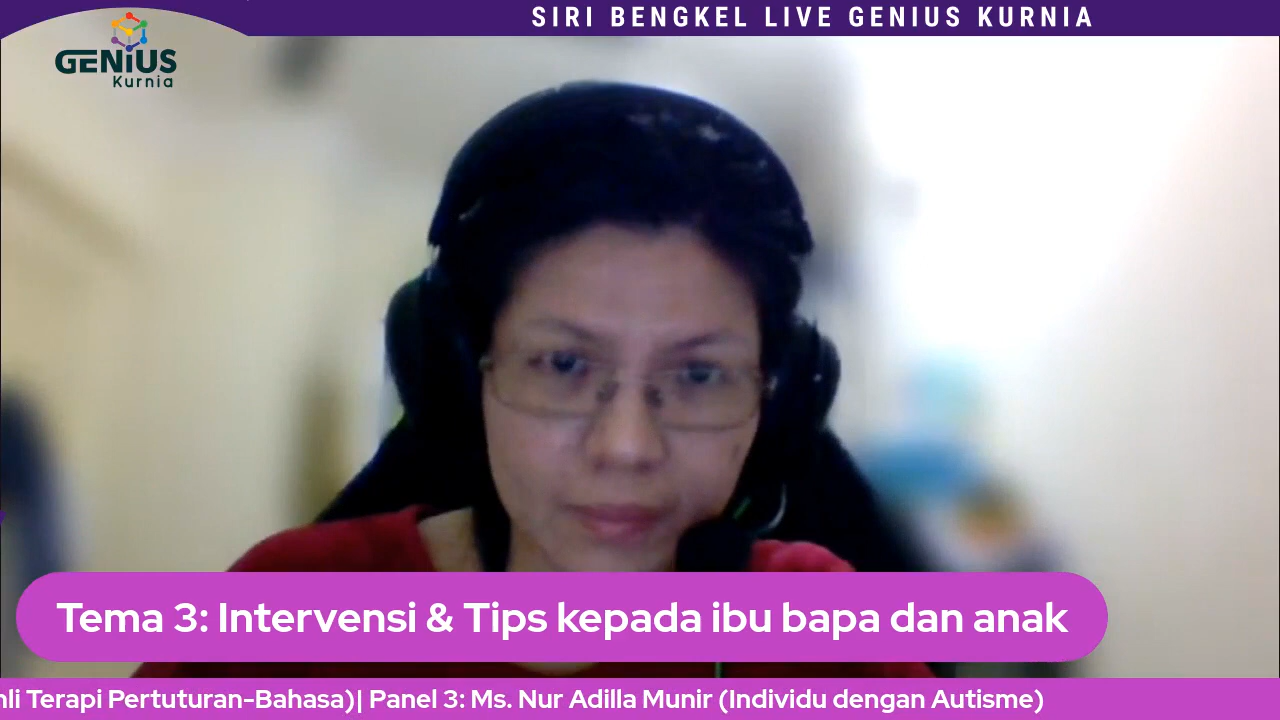 SIRI BENGKEL LIVE GENIUS KURNIA
GENiUS
Kurnia
Tema 3: Intervensi & Tips kepada ibu bapa dan anak
Terapi Pertuturan-Bahasa)| Panel 3: Ms. Nur Adilla Munir (Individu dengan Autisme)